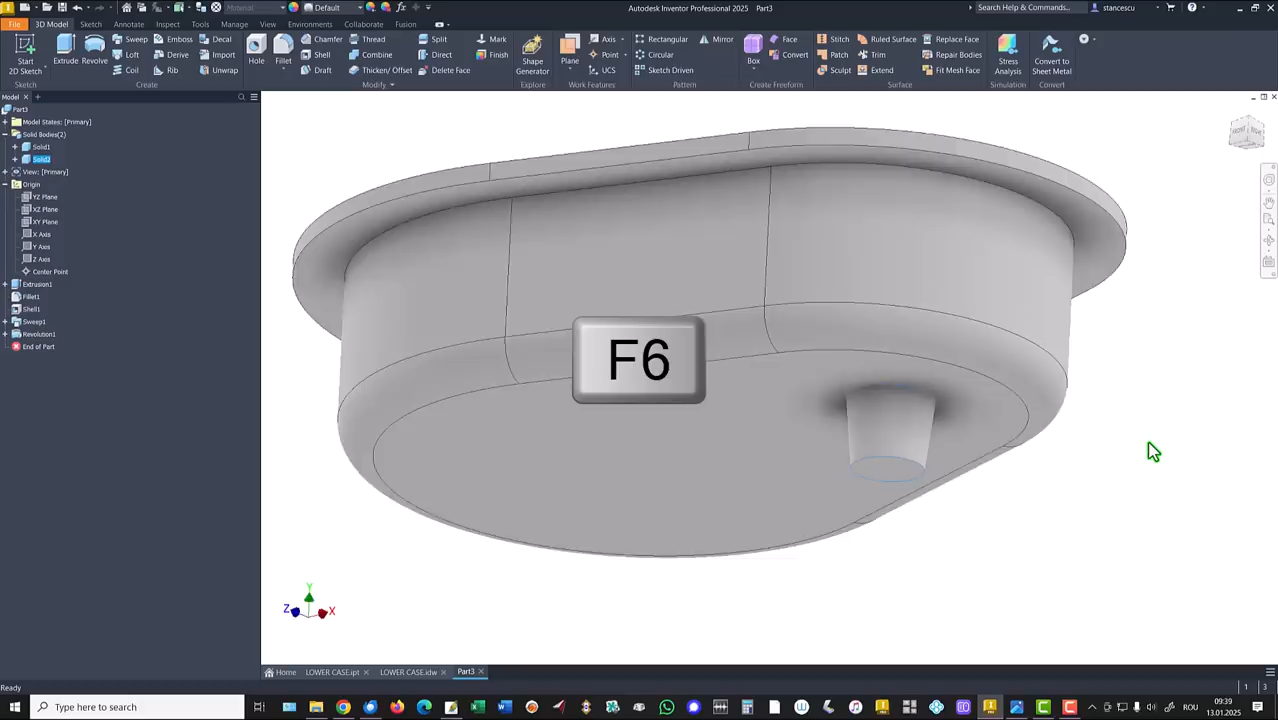 Material
Default
Autodesk Inventor Professional 2025 Part3
Search Help & Commands...
stancescu
File
3D Model
Sketch
Annotate
Inspect
Tools
Manage
View
Environments
Collaborate
Fusion
Start
2D Sketch
Extrude
Revolve
Sweep
Loft
Coil
Emboss
Derive
Rib
Decal
Import
Unwrap
Hole
Fillet
Chamfer
Shell
Draft
Thread
Combine
Thicken/ Offset
Split
Direct
Delete Face
Mark
Finish
Shape
Generator
Plane
Axis
Point
UCS
Rectangular
Circular
Sketch Driven
Mirror
Box
Face
Convert
Stitch
Patch
Sculpt
Ruled Surface
Trim
Extend
Replace Face
Repair Bodies
Fit Mesh Face
Stress
Analysis
Convert to
Sheet Metal
Sketch
Create
Modify
Explore
Work Features
Pattern
Create Freeform
Surface
Simulation
Convert
Model
Part3
Model States: [Primary]
Solid Bodies(2)
Solid1
Solid2
View: [Primary]
Origin
YZ Plane
XZ Plane
XY Plane
X Axis
Y Axis
Z Axis
Center Point
Extrusion1
Fillet1
Shell1
Sweep1
Revolution1
End of Part
F6
Y
Z
X
Home
LOWER CASE.ipt
LOWER CASE.idw
Part3
Ready
1
3
Type here to search
ROU
09:39
13.01.2025